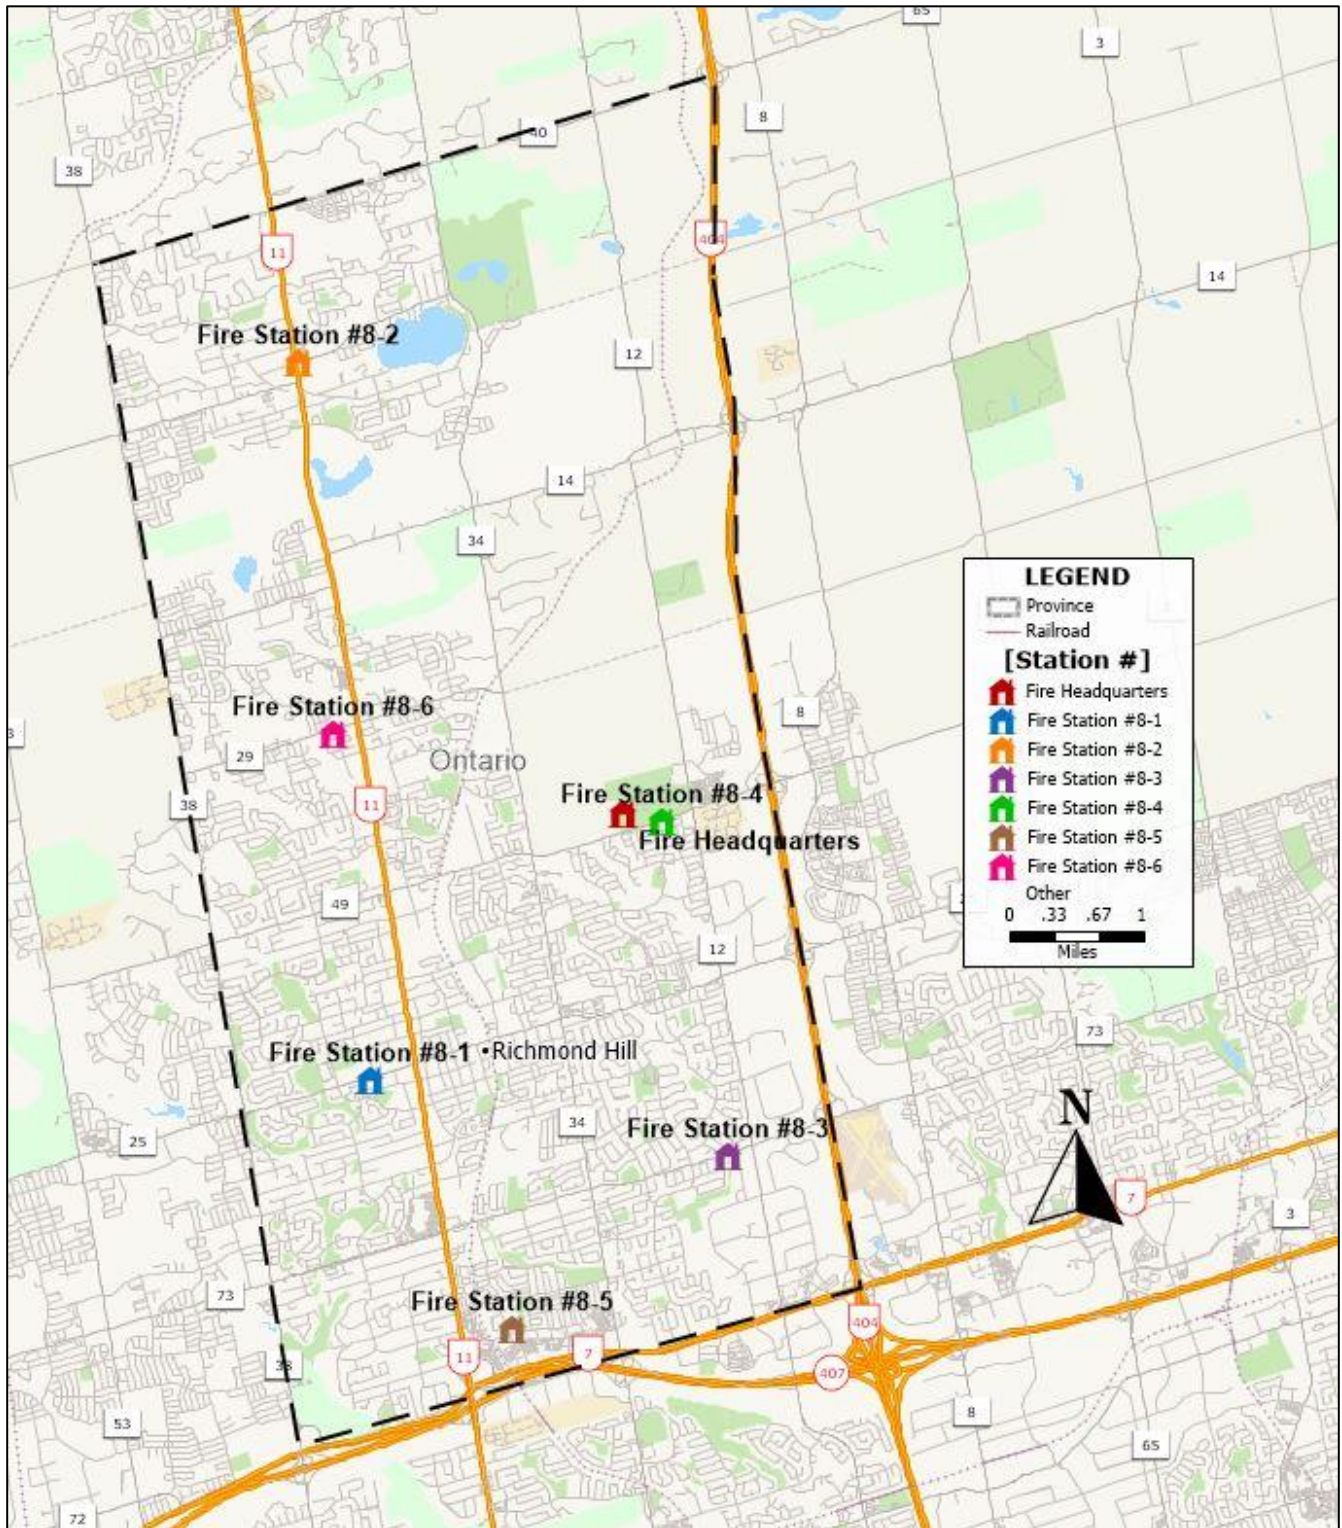 65
3
40
8
38
11
404
14
Fire Station #8-2
12
14
34
LEGEND
Province
Railroad
[Station #]
Fire Headquarters
Fire Station #8-1
Fire Station #8-2
Fire Station #8-3
Fire Station #8-4
Fire Station #8-5
Fire Station #8-6
Other
0 .33 .67 1
Miles
Fire Station #8-6
8
3
29
Ontario
38
11
Fire Station #8-4
Fire Headquarters
49
12
73
Fire Station #8-1
•Richmond Hill
N
34
Fire Station #8-3
25
7
3
73
Fire Station #8-5
404
11
7
407
38
53
8
65
72